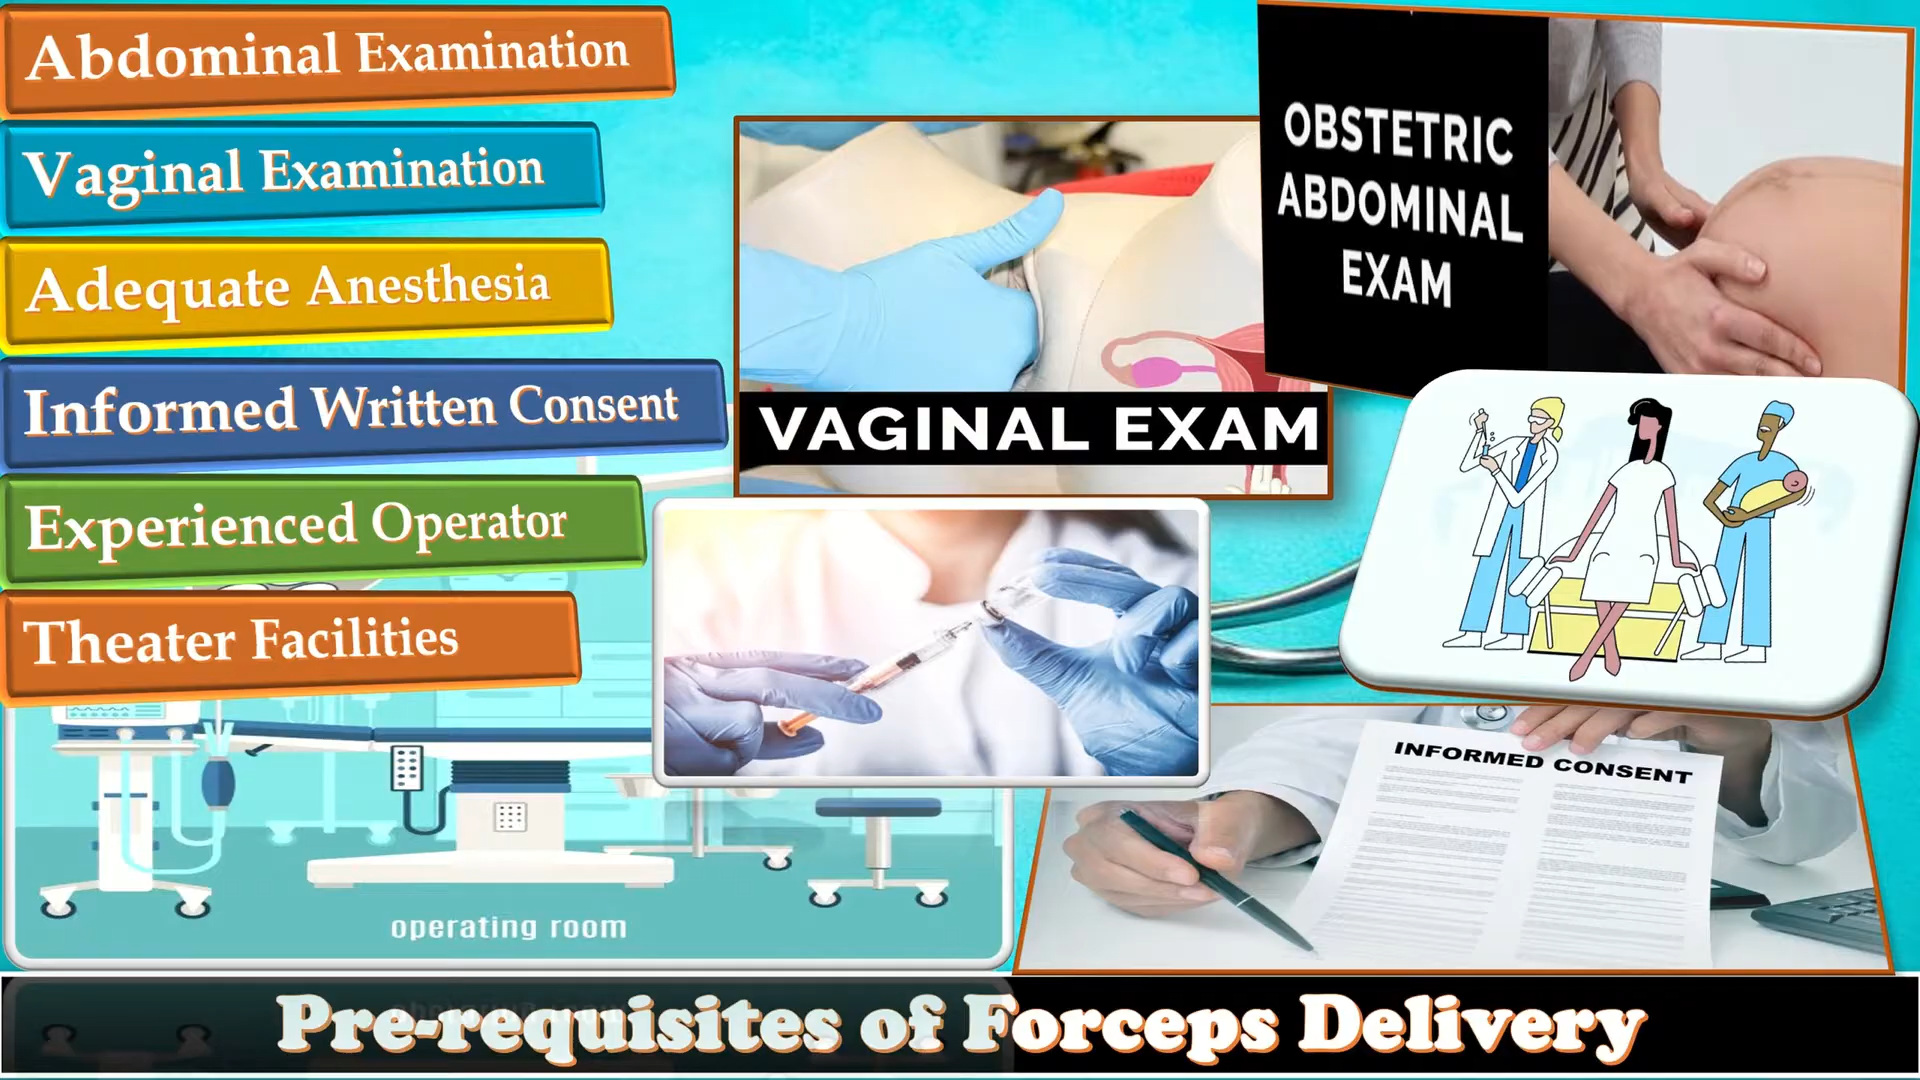 Abdominal Examination
Vaginal Examination
Adequate Anesthesia
Informed Written Consent
Experienced Operator
Theater Facilities
OBSTETRIC
ABDOMINAL
EXAM
VAGINAL EXAM
INFORMED CONSENT
operating room
Pre-requisites of Forceps Delivery